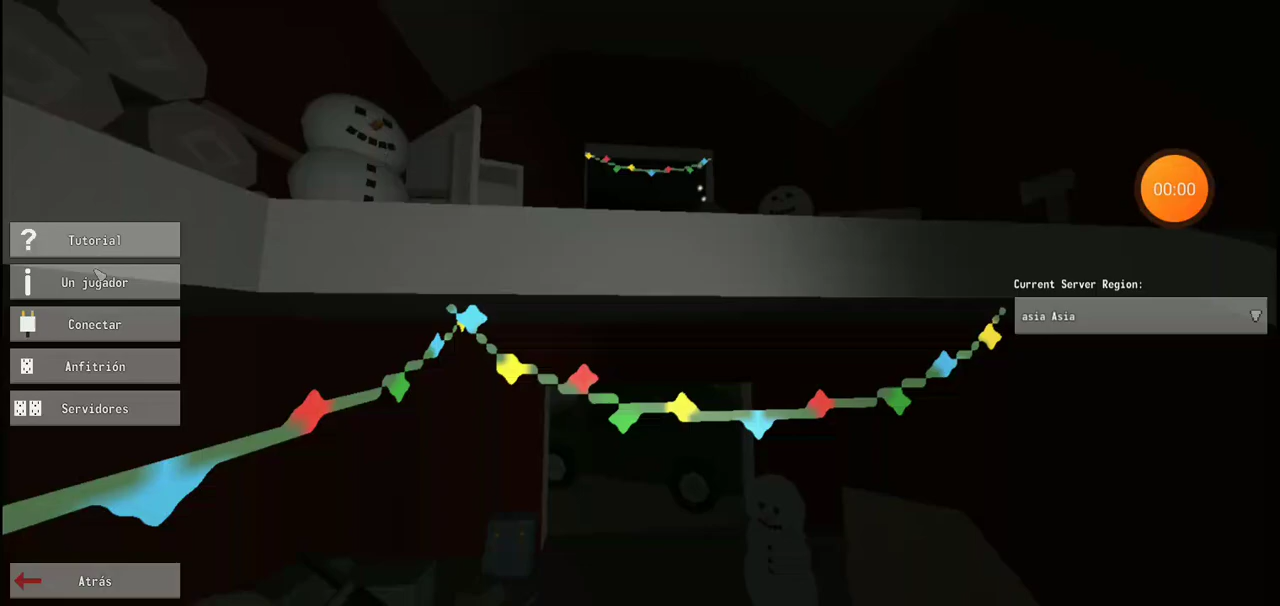 Tutorial
Un jugador
Conectar
Anfitrión
Servidores
Atrás
00:00
Current Server Region:
asia Asia